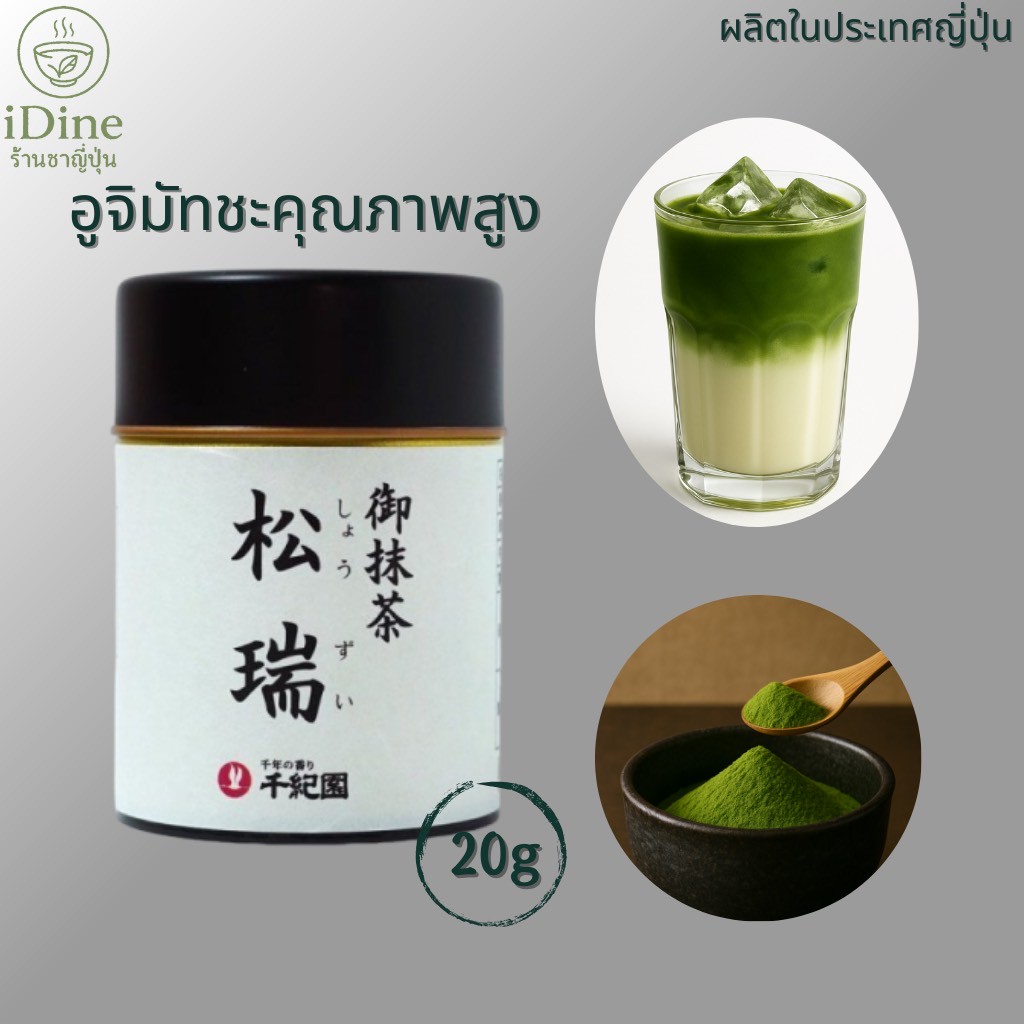 iDine
ร้านชาญี่ปุ่น
ผลิตในประเทศญี่ปุ่น
อูจิมัทชะคุณภาพสูง
御抹茶
松瑞
しょうずい
千年の香り
千紀園
20g